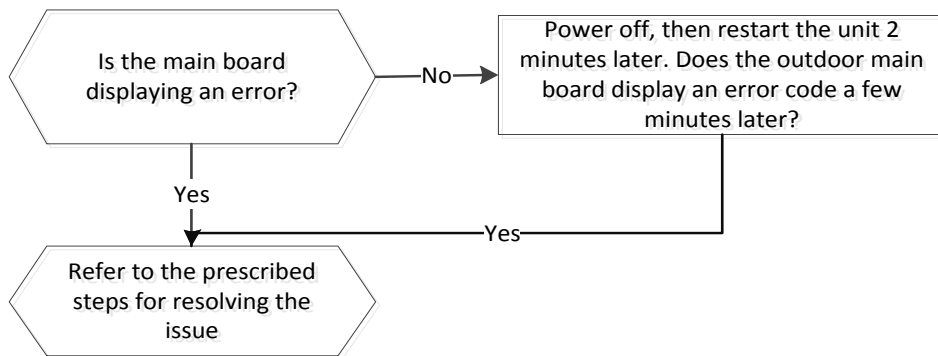 Is the main board
displaying an error?
No
Power off, then restart the unit 2
minutes later. Does the outdoor main
board display an error code a few
minutes later?
Yes
Yes
Refer to the prescribed
steps for resolving the
issue